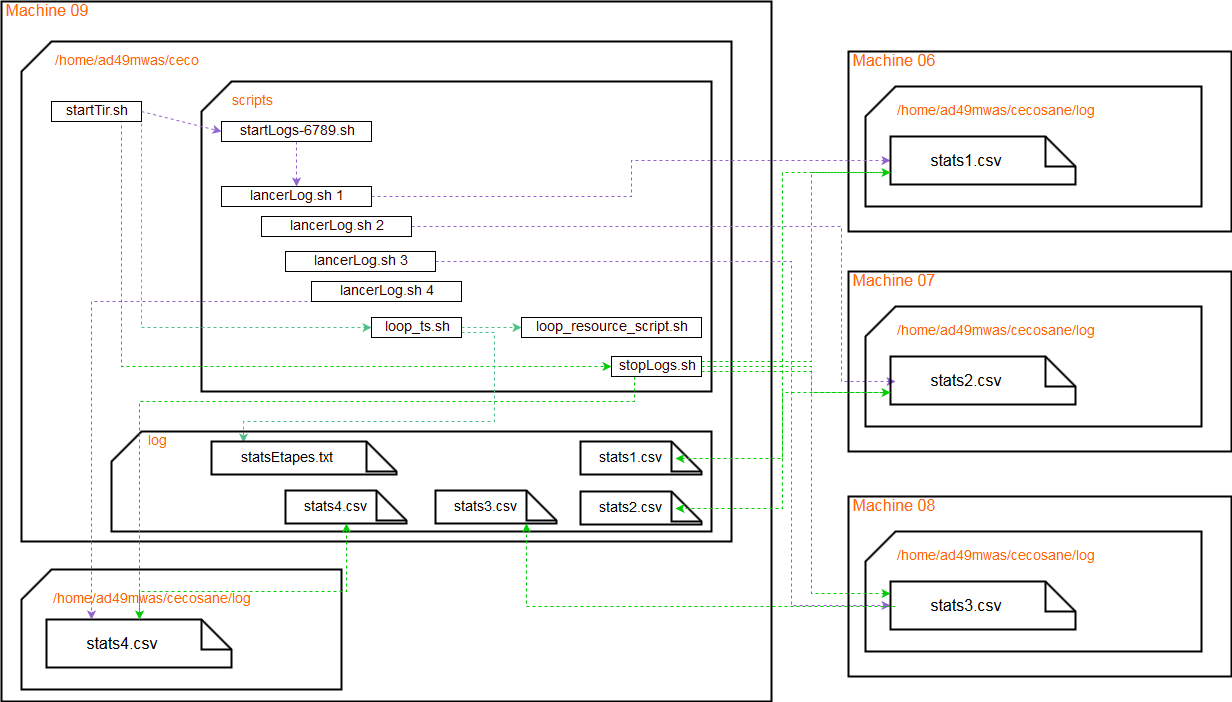 Machine 09
/home/ad49mwas/ceco
startTir.sh
scripts
startLogs-6789.sh
lancerLog.sh 1
lancerLog.sh 2
lancerLog.sh 3
lancerLog.sh 4
loop_ts.sh
loop_resource_script.sh
stopLogs.sh
log
statsEtapes.txt
stats1.csv
stats4.csv
stats3.csv
stats2.csv
/home/ad49mwas/cecosane/log
stats4.csv
Machine 06
/home/ad49mwas/cecosane/log
stats1.csv
Machine 07
/home/ad49mwas/cecosane/log
stats2.csv
Machine 08
/home/ad49mwas/cecosane/log
stats3.csv